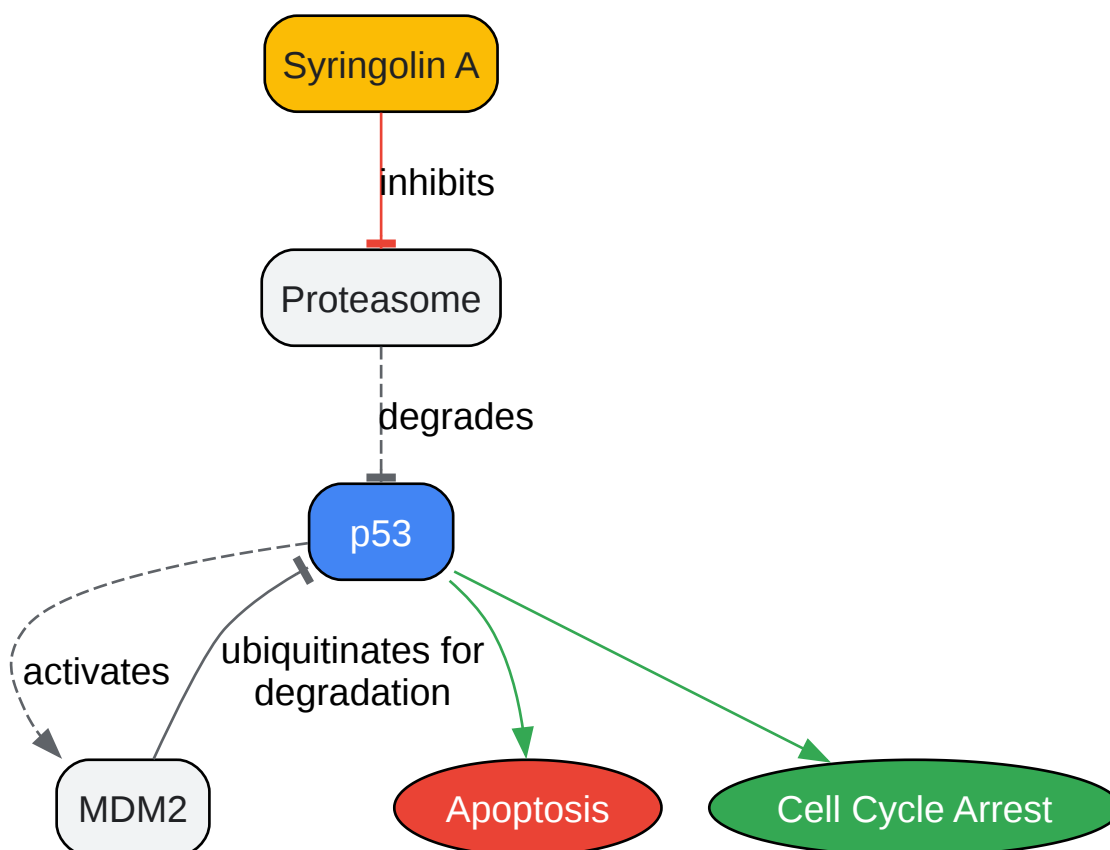 Syringolin A
inhibits
Proteasome
degrades
p53
activates
ubiquitinates for
degradation
MDM2
Apoptosis
Cell Cycle Arrest